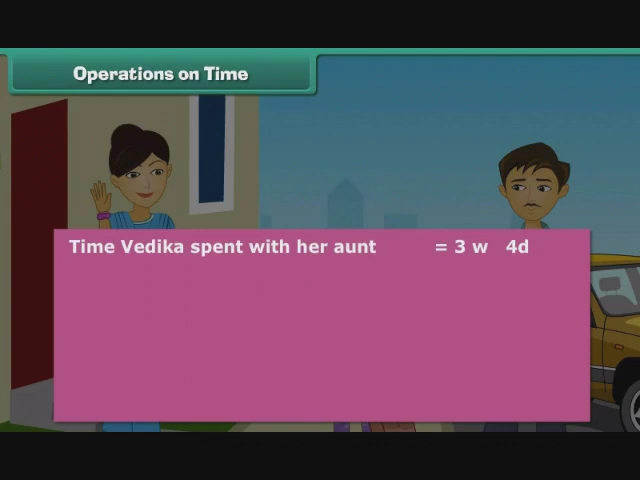 Operations on Time
Time Vedika spent with her aunt = 3 w 4d